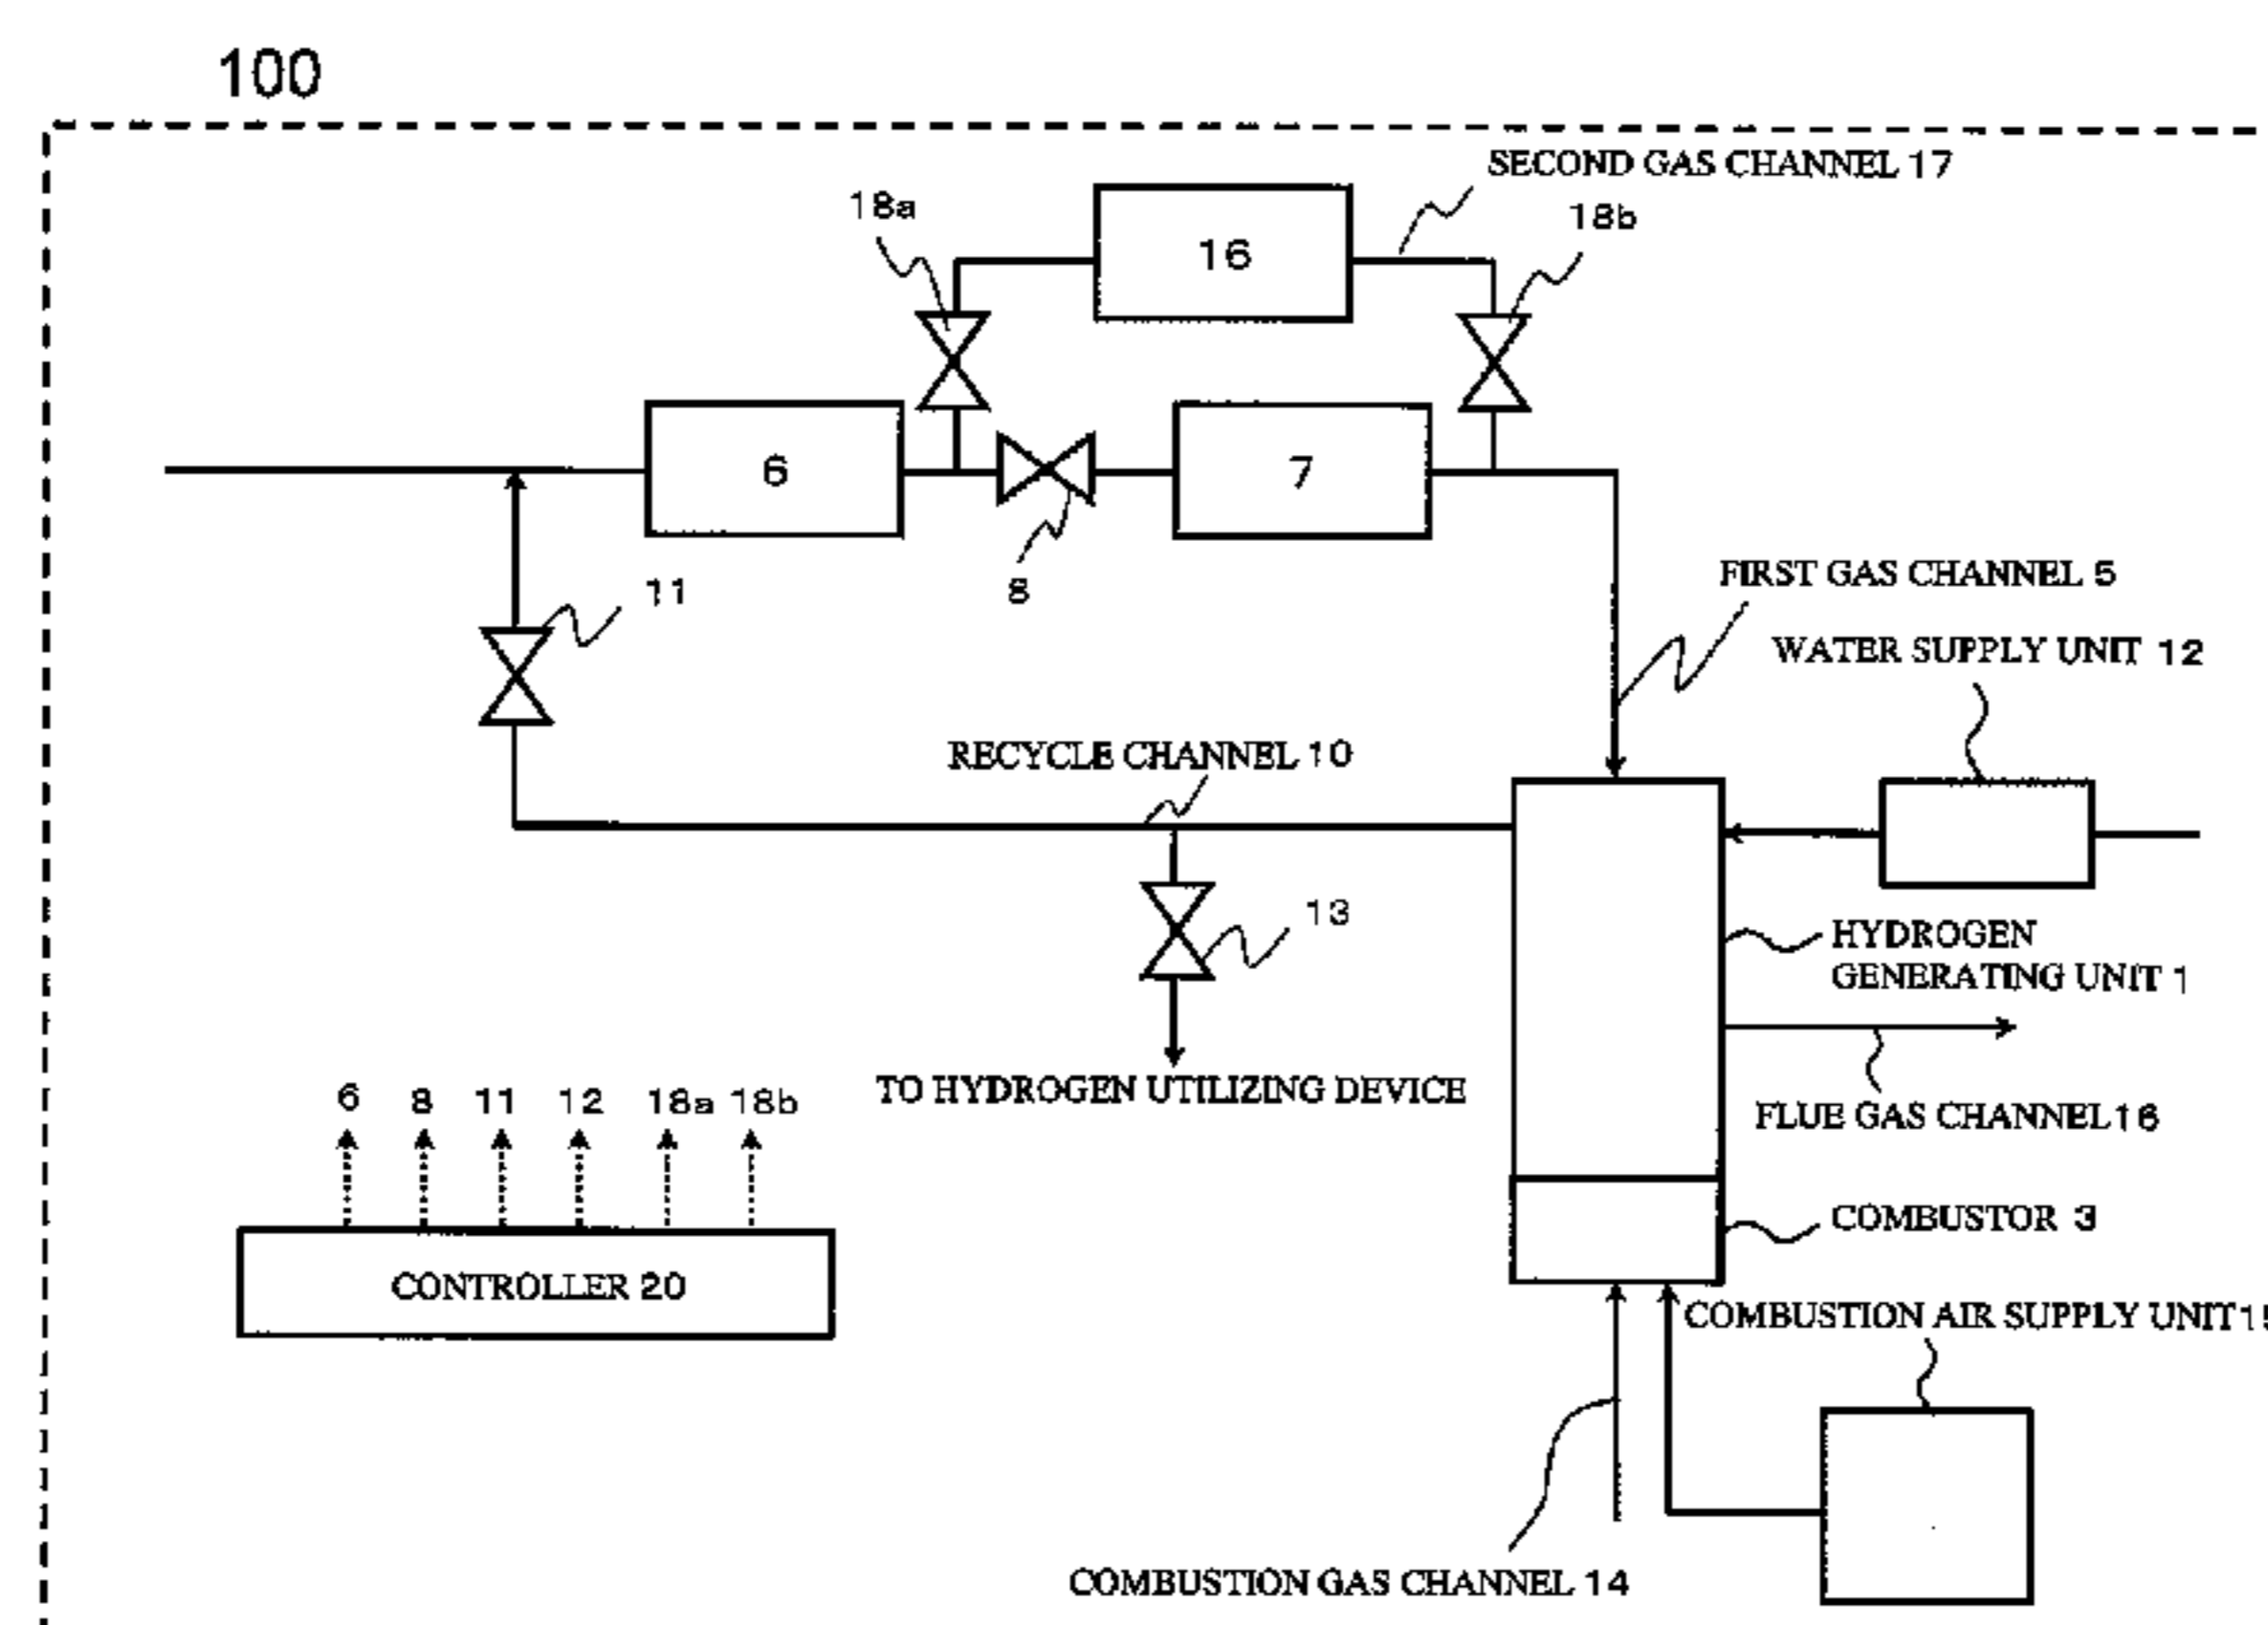 100
SECOND GAS CHANNEL 17
18a
18b
16
6
7
8
11
FIRST GAS CHANNEL 5
WATER SUPPLY UNIT 12
RECYCLE CHANNEL 10
13
HYDROGEN
GENERATING UNIT 1
TO HYDROGEN UTILIZING DEVICE
6 8 11 12 18a 18b
FLUE GAS CHANNEL 16
COMBUSTOR 3
CONTROLLER 20
COMBUSTION AIR SUPPLY UNIT 15
COMBUSTION GAS CHANNEL 14